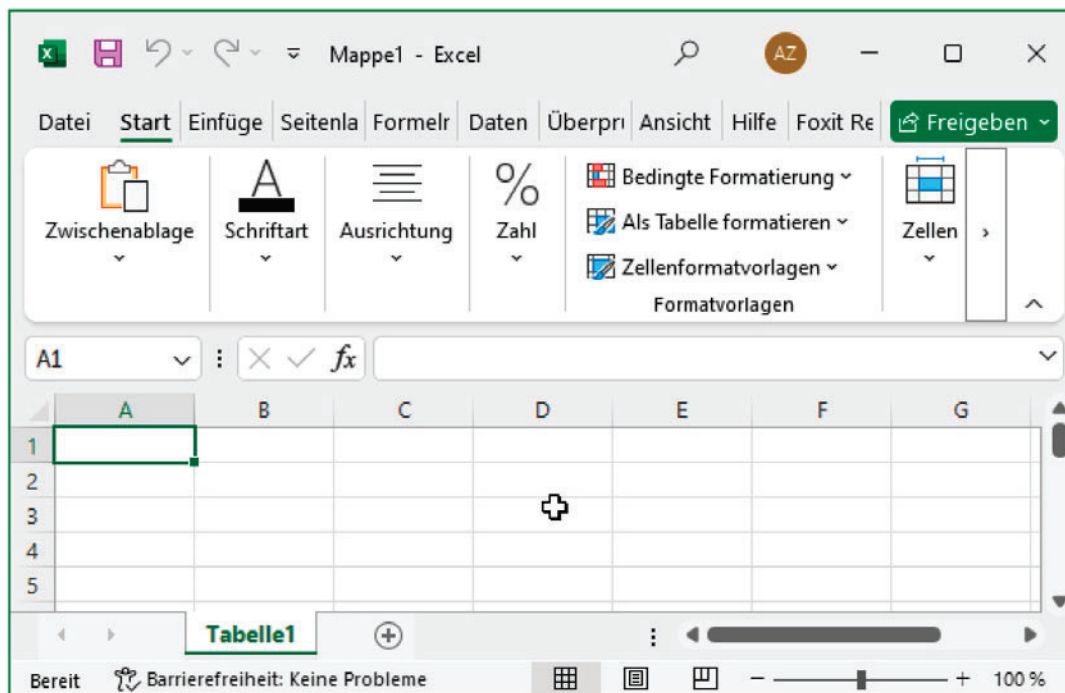 Mappe1 - Excel
AZ
Datei Start Einfüge Seitenla Formelr Daten Überprı Ansicht Hilfe Foxit Re Freigeben
Zwischenablage Schriftart Ausrichtung Zahl Bedingte Formatierung
Als Tabelle formatieren
Zellenformatvorlagen
Formatvorlagen
Zellen
A1 fx
A B C D E F G
1
2
3
4
5
Tabelle1
Bereit Barrierefreiheit: Keine Probleme 100 %